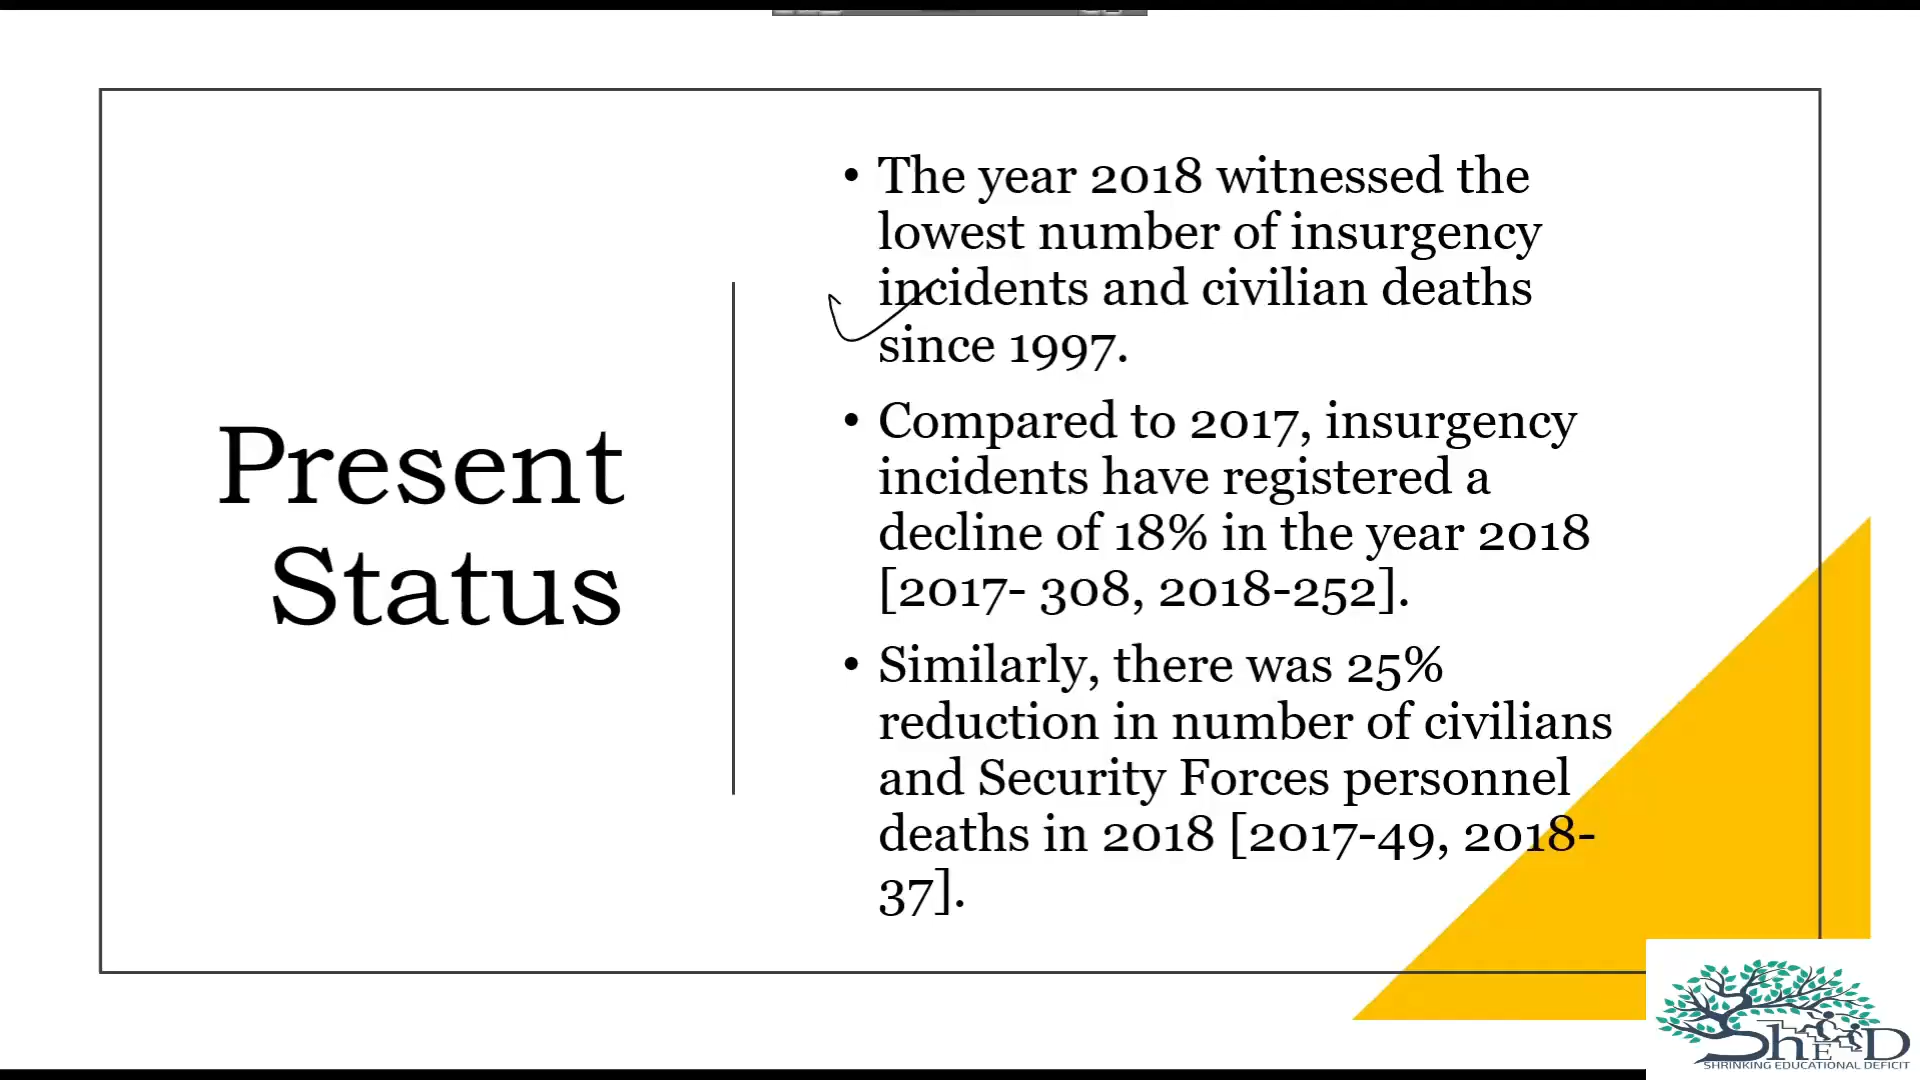 Present
Status
• The year 2018 witnessed the
lowest number of insurgency
incidents and civilian deaths
since 1997.
• Compared to 2017, insurgency
incidents have registered a
decline of 18% in the year 2018
[2017- 308, 2018-252].
• Similarly, there was 25%
reduction in number of civilians
and Security Forces personnel
deaths in 2018 [2017-49, 2018-
37].
ShED
SHRINKING EDUCATIONAL DEFICIT